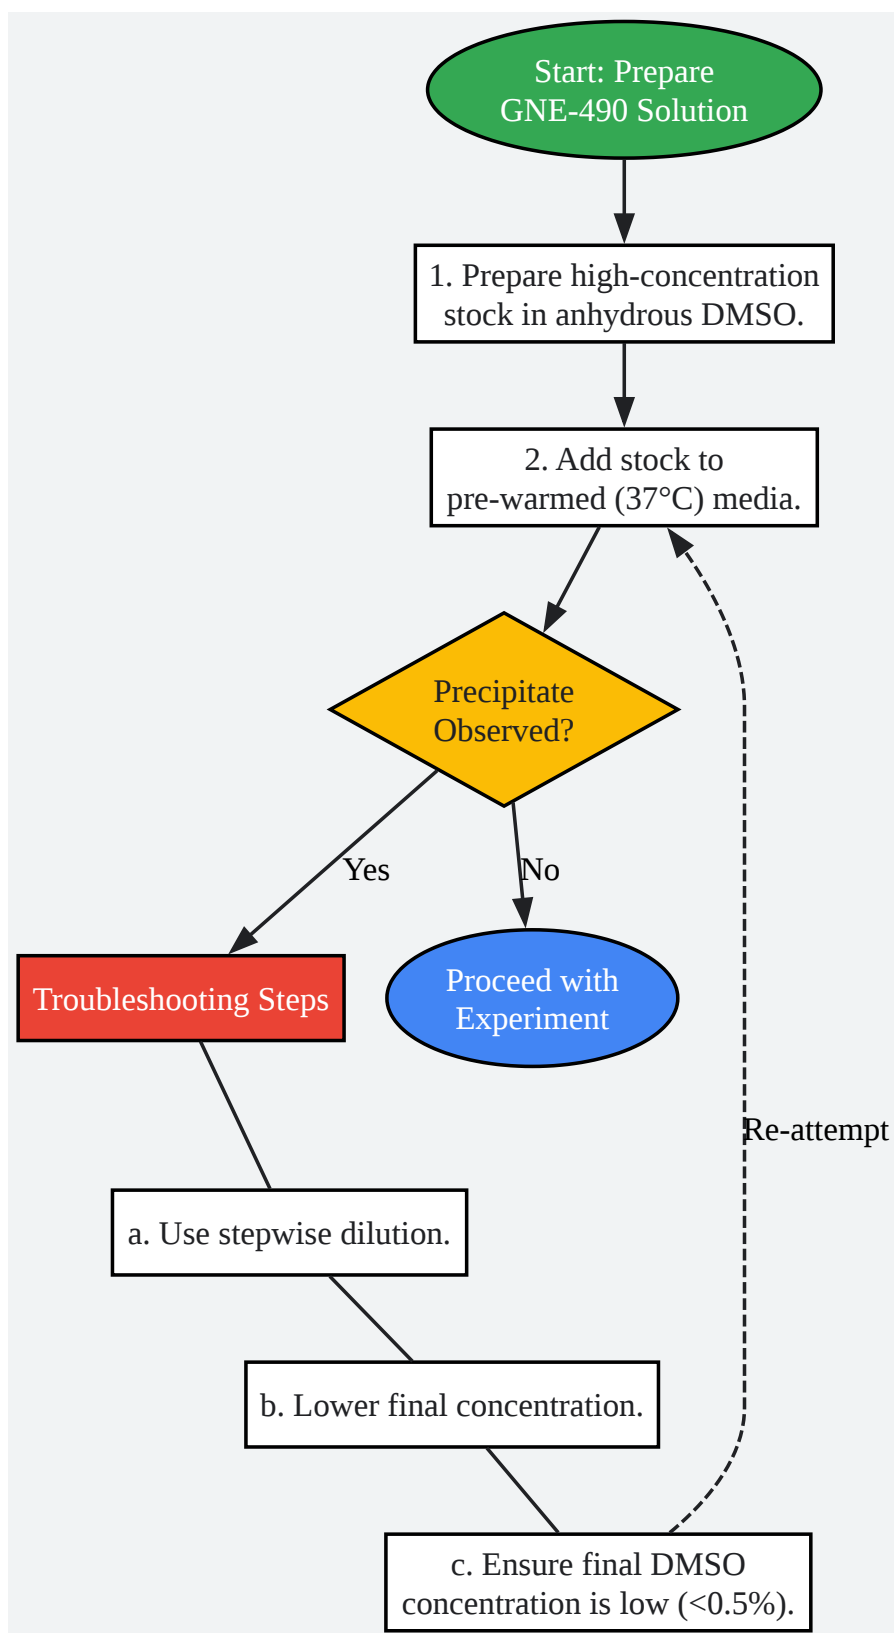 Start: Prepare
GNE-490 Solution
1. Prepare high-concentration
stock in anhydrous DMSO.
2. Add stock to
pre-warmed (37°C) media.
Precipitate
Observed?
Yes
No
Troubleshooting Steps
Proceed with
Experiment
Re-attempt
a. Use stepwise dilution.
b. Lower final concentration.
c. Ensure final DMSO
concentration is low (<0.5%).